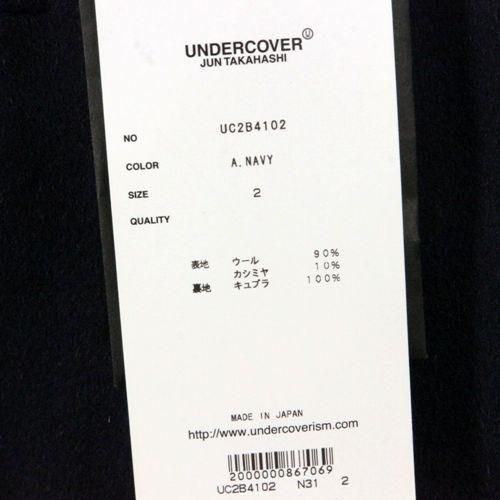 UNDERCOVER Ⓤ
JUN TAKAHASHI
NO UC2B4102
COLOR A.NAVY
SIZE 2
QUALITY
表地 ウール 90%
カシミヤ 10%
裏地 キュプラ 100%
MADE IN JAPAN
http://www.undercoverism.com/
2000000867069
UC2B4102 N31 2